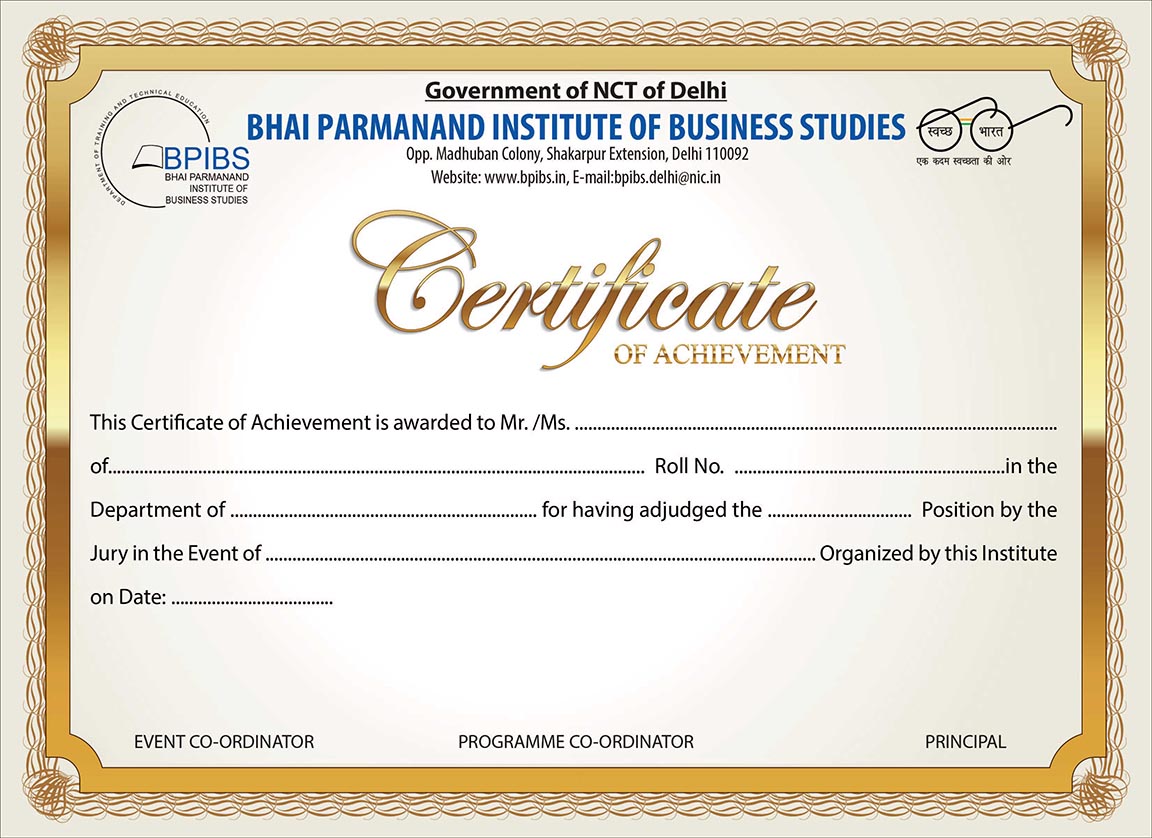 Government of NCT of Delhi
BHAI PARMANAND INSTITUTE OF BUSINESS STUDIES
Opp. Madhuban Colony, Shakarpur Extension, Delhi 110092
Website: www.bpibs.in, E-mail:bpibs.delhi@nic.in
DEPARTMENT OF TRAINING AND TECHNICAL EDUCATION
BPIBS
BHAI PARMANAND
INSTITUTE OF
BUSINESS STUDIES
स्वच्छ भारत
एक कदम स्वच्छता की ओर
Certificate
OF ACHIEVEMENT
This Certificate of Achievement is awarded to Mr. /Ms. ..........................................................................................................
of...................................................................................................................... Roll No. ............................................................in the
Department of .................................................................... for having adjudged the ................................ Position by the
Jury in the Event of ......................................................................................................................... Organized by this Institute
on Date: ....................................
EVENT CO-ORDINATOR PROGRAMME CO-ORDINATOR PRINCIPAL